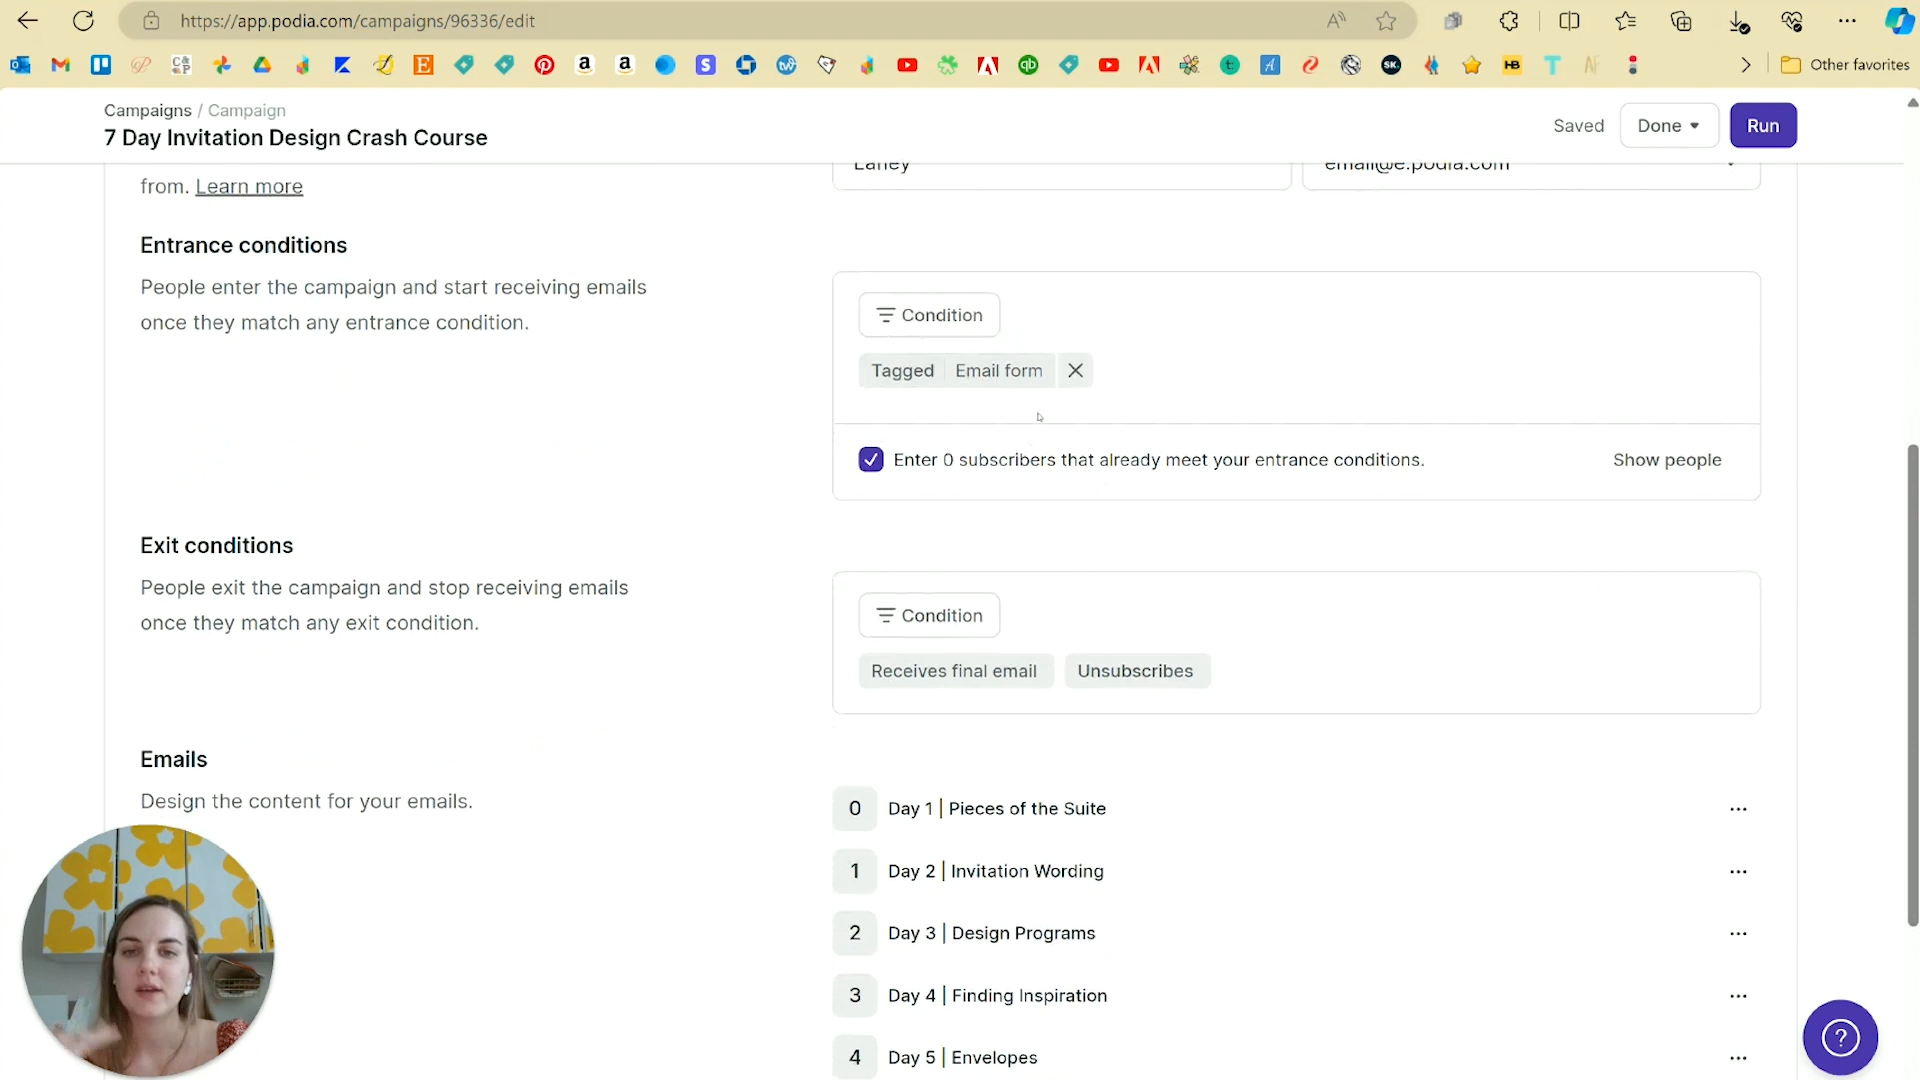 https://app.podia.com/campaigns/96336/edit
Other favorites
Campaigns / Campaign
7 Day Invitation Design Crash Course
Saved
Done
Run
from. Learn more
Laney
email@e.podia.com
Entrance conditions
People enter the campaign and start receiving emails
once they match any entrance condition.
Condition
Tagged Email form
Enter 0 subscribers that already meet your entrance conditions.
Show people
Exit conditions
People exit the campaign and stop receiving emails
once they match any exit condition.
Condition
Receives final email
Unsubscribes
Emails
Design the content for your emails.
0 Day 1 | Pieces of the Suite
1 Day 2 | Invitation Wording
2 Day 3 | Design Programs
3 Day 4 | Finding Inspiration
4 Day 5 | Envelopes